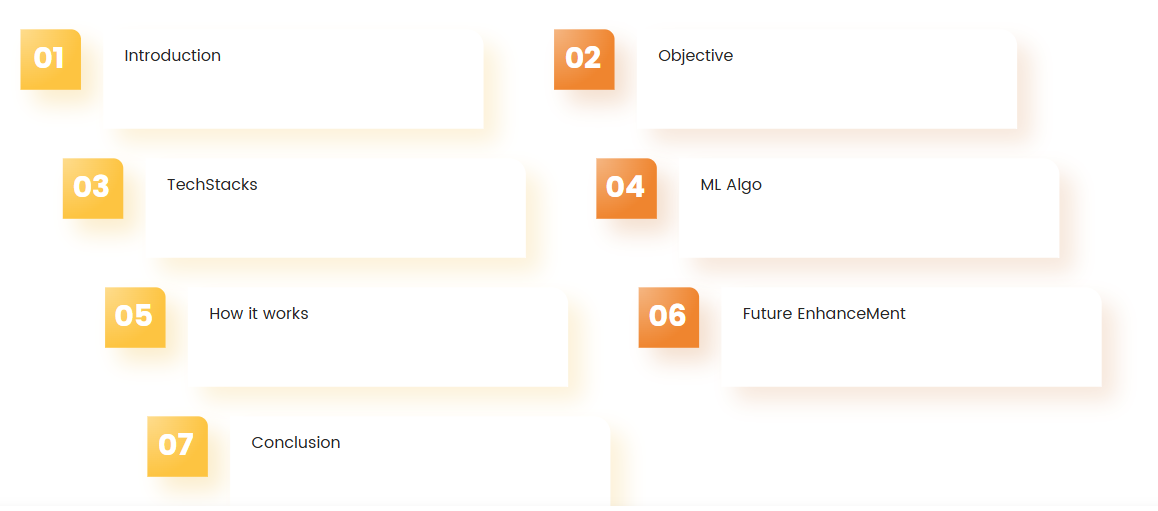 01 Introduction
02 Objective
03 TechStacks
04 ML Algo
05 How it works
06 Future EnhanceMent
07 Conclusion